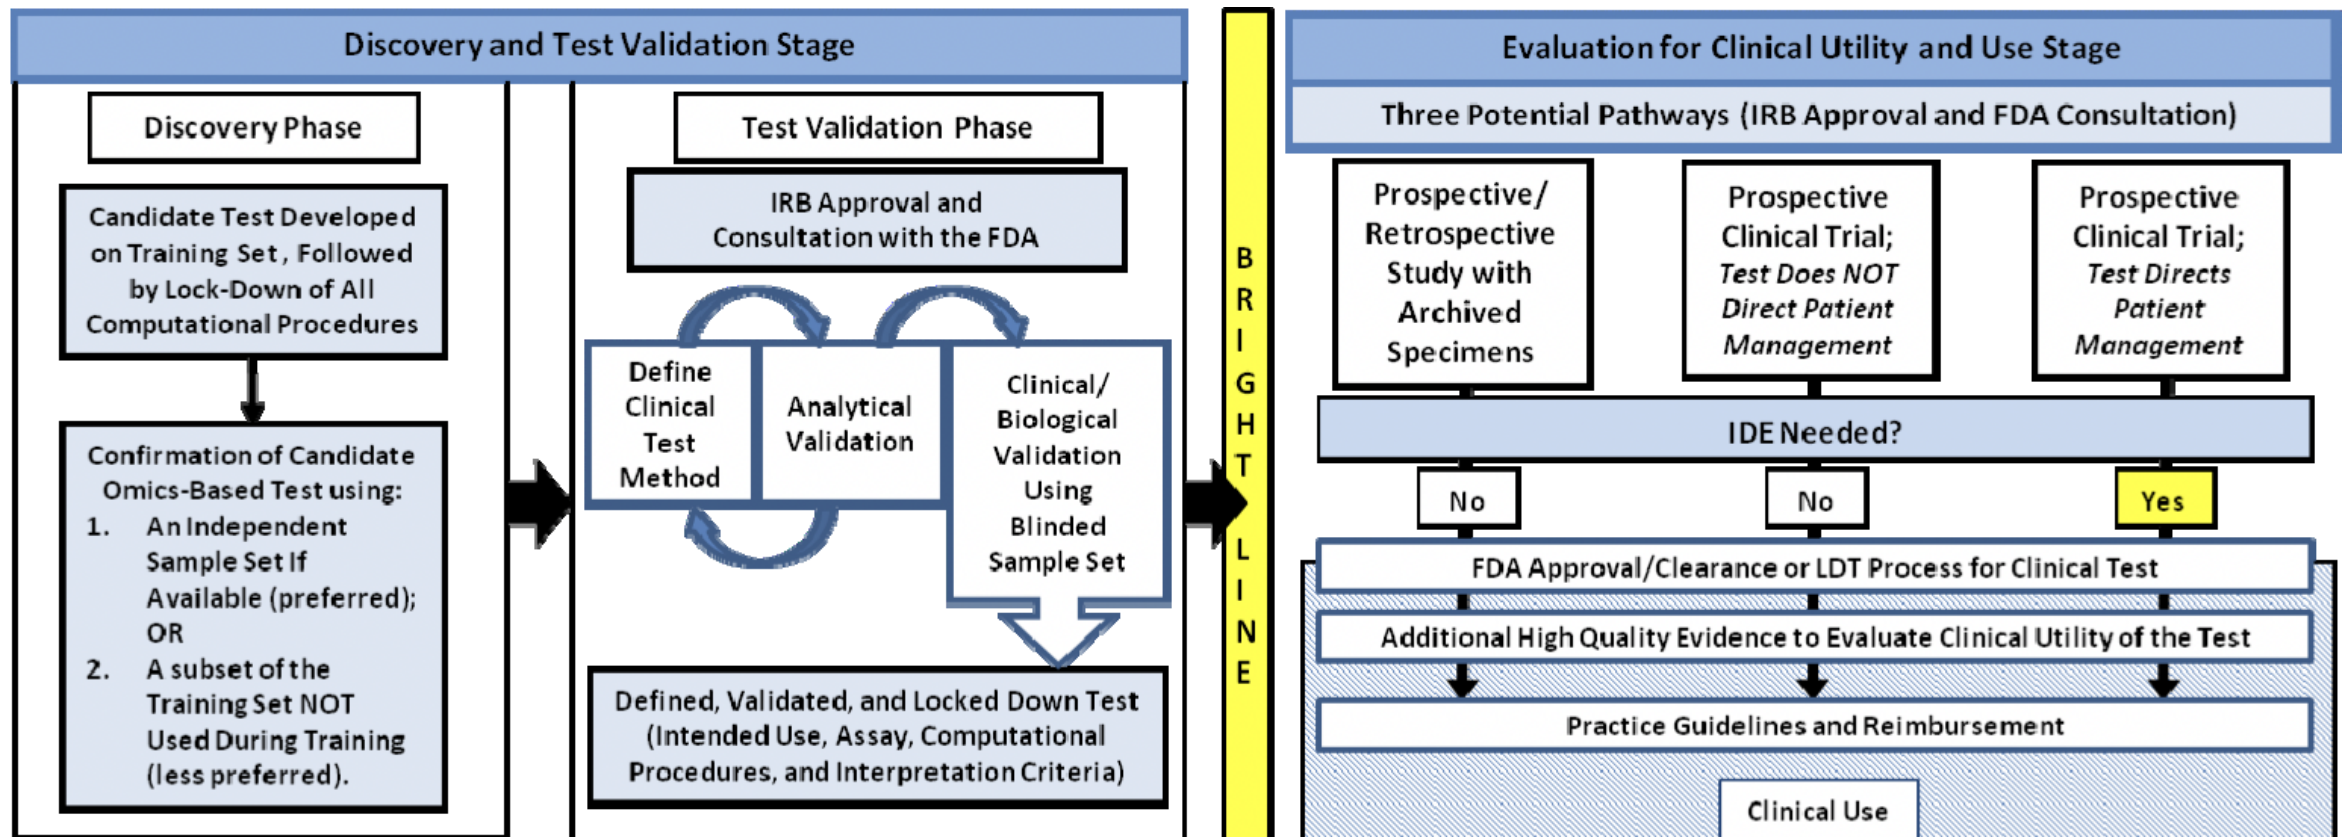 Discovery and Test Validation Stage
Discovery Phase
Candidate Test Developed
on Training Set, Followed
by Lock-Down of All
Computational Procedures
Confirmation of Candidate
Omics-Based Test using:
1. An Independent
Sample Set If
Available (preferred);
OR
2. A subset of the
Training Set NOT
Used During Training
(less preferred).
Test Validation Phase
IRB Approval and
Consultation with the FDA
Define
Clinical
Test
Method
Analytical
Validation
Clinical/
Biological
Validation
Using
Blinded
Sample Set
Defined, Validated, and Locked Down Test
(Intended Use, Assay, Computational
Procedures, and Interpretation Criteria)
BRIGHT LINE
Evaluation for Clinical Utility and Use Stage
Three Potential Pathways (IRB Approval and FDA Consultation)
Prospective/
Retrospective
Study with
Archived
Specimens
Prospective
Clinical Trial;
Test Does NOT
Direct Patient
Management
Prospective
Clinical Trial;
Test Directs
Patient
Management
IDE Needed?
No
No
Yes
FDA Approval/Clearance or LDT Process for Clinical Test
Additional High Quality Evidence to Evaluate Clinical Utility of the Test
Practice Guidelines and Reimbursement
Clinical Use